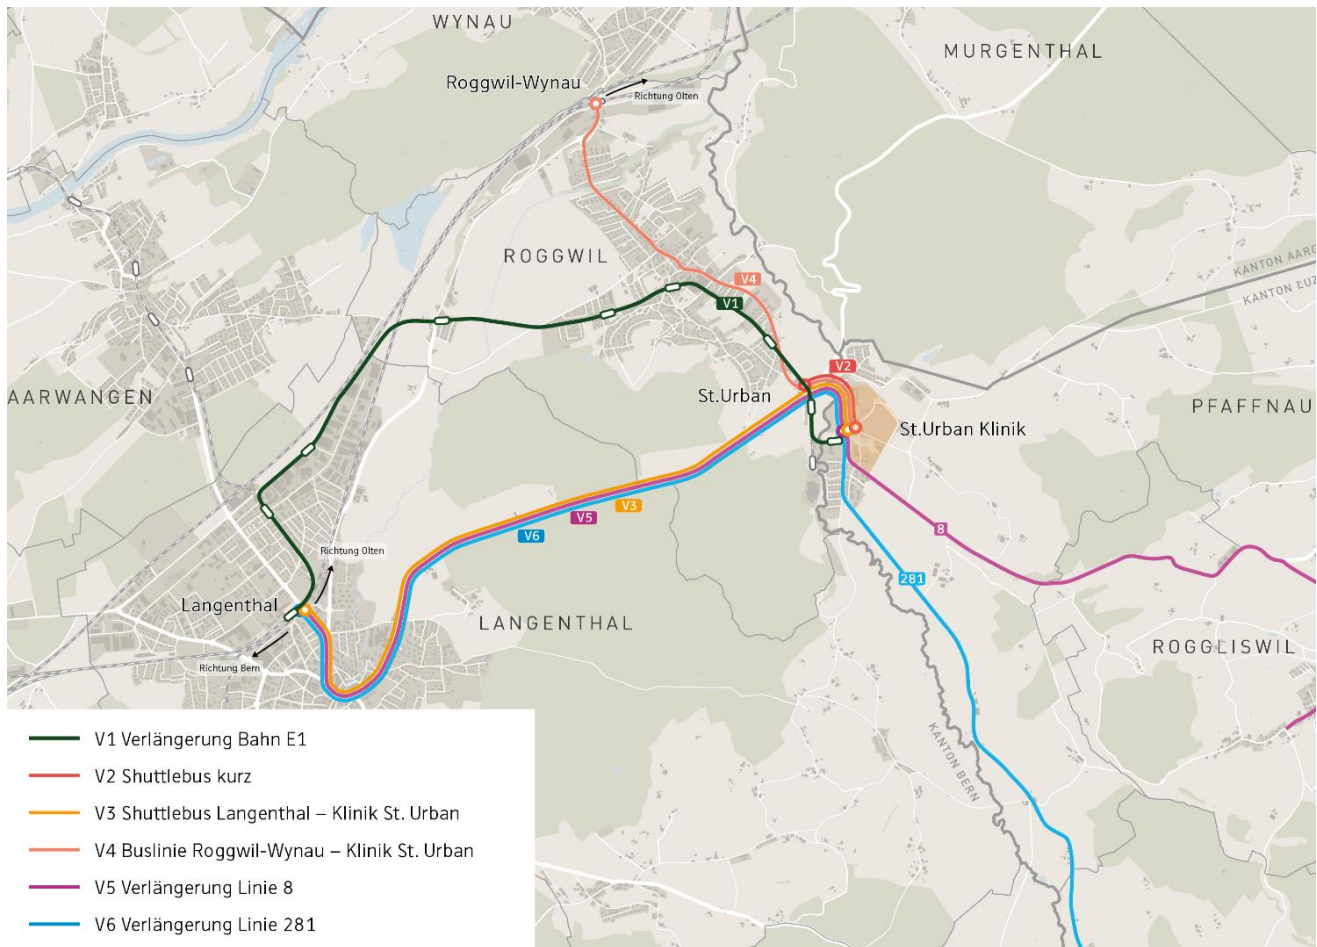 WYNAU
MURGENTHAL
Roggwil-Wynau
Richtung Olten
ROGGWIL
KANTON AARG
KANTON LUZ
V4
V1
V2
AARWANGEN
St.Urban
PFAFFNAU
St.Urban Klinik
V3
V5
V6
8
Richtung Olten
281
Langenthal
LANGENTHAL
ROGGLISWIL
Richtung Bern
KANTON BERN
V1 Verlängerung Bahn E1
V2 Shuttlebus kurz
V3 Shuttlebus Langenthal – Klinik St. Urban
V4 Buslinie Roggwil-Wynau – Klinik St. Urban
V5 Verlängerung Linie 8
V6 Verlängerung Linie 281